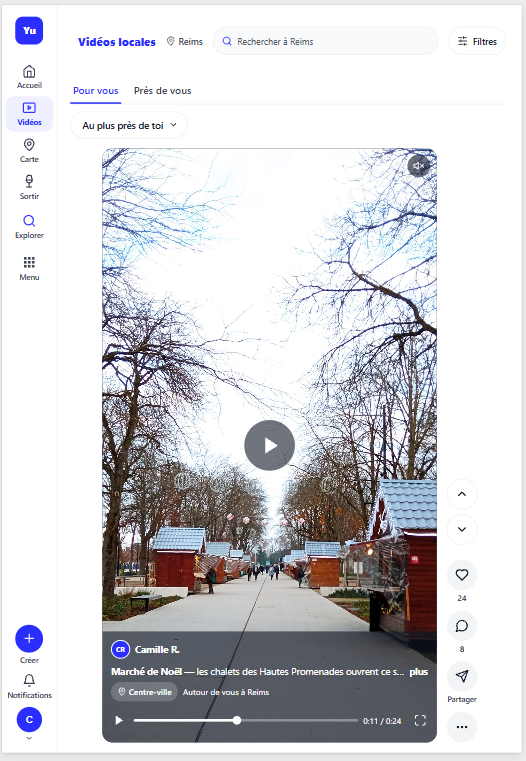 Yu
Accueil
Vidéos
Carte
Sortir
Explorer
Menu
Créer
Notifications
C
Vidéos locales
Reims
Rechercher à Reims
Filtres
Pour vous
Près de vous
Au plus près de toi
CR Camille R.
Marché de Noël — les chalets des Hautes Promenades ouvrent ce s... plus
Centre-ville Autour de vous à Reims
0:11 / 0:24
24
8
Partager